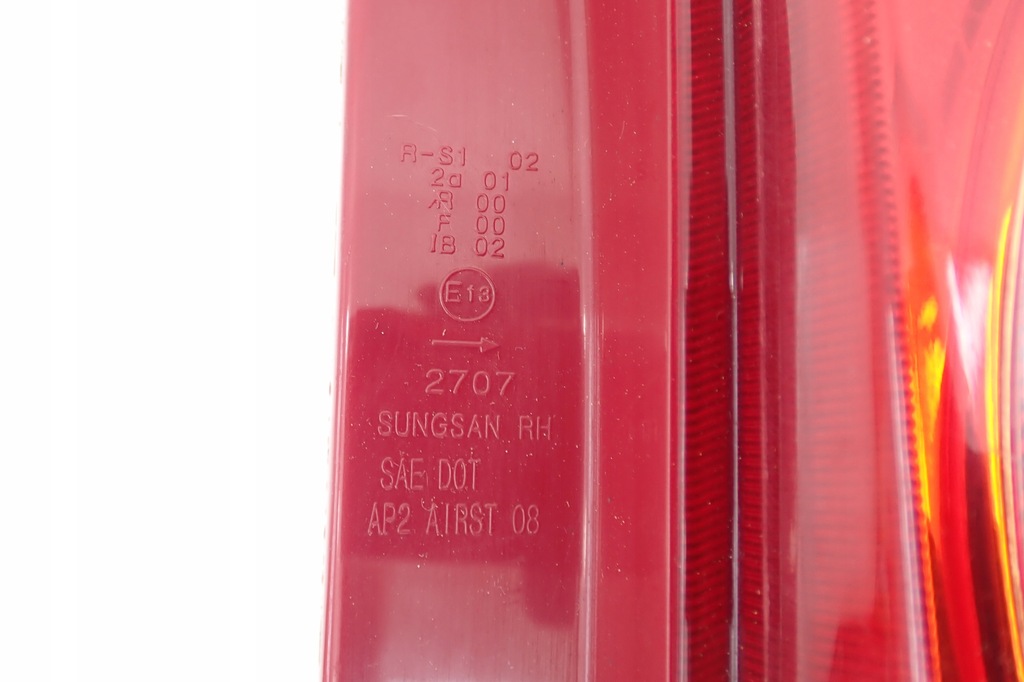 R-S1 02
2a 01
AR 00
F 00
IB 02
E13
→
2707
SUNGSAN RH
SAE DOT
AP2 AIRST 08